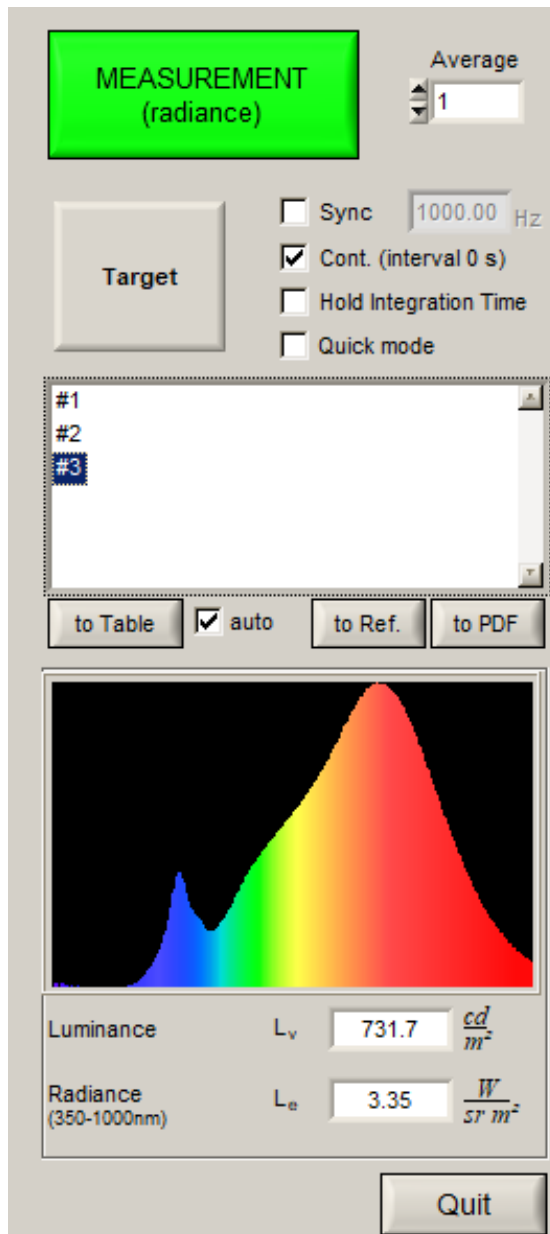 MEASUREMENT
(radiance)
Average
1
Target
Sync 1000.00 Hz
Cont. (interval 0 s)
Hold Integration Time
Quick mode
#1
#2
#3
to Table auto to Ref. to PDF
Luminance Lv 731.7 cd/m²
Radiance Le 3.35 W/sr m²
(350-1000nm)
Quit